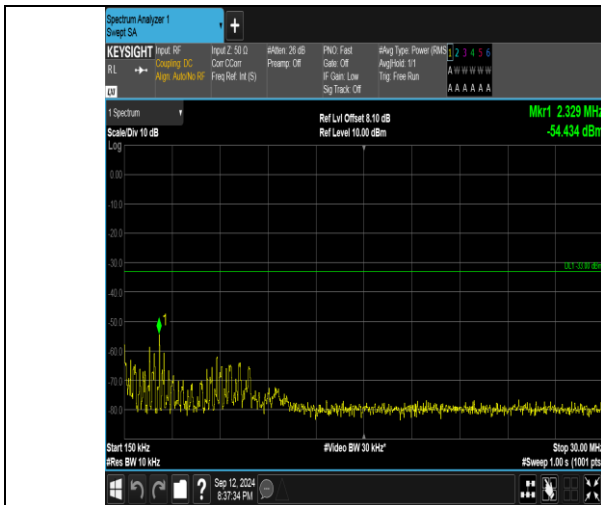 Spectrum Analyzer 1
Swept SA
+
KEYSIGHT Input: RF Input Z: 50 Ω #Atten: 26 dB PNO: Fast #Avg Type: Power (RMS 1 2 3 4 5 6
RL Coupling: DC Corr CCorr Preamp: Off Gate: Off Avg|Hold: 1/1 A W W W W W
Align: Auto/No RF Freq Ref: Int (S) IF Gain: Low Trig: Free Run
LXI Sig Track: Off A A A A A A
1 Spectrum Ref Lvl Offset 8.10 dB Mkr1 2.329 MHz
Scale/Div 10 dB Ref Level 10.00 dBm -54.434 dBm
Log
0.00
-10.0
-20.0
-30.0
DL1 -33.00 dBm
-40.0
-50.0
1
-60.0
-70.0
-80.0
Start 150 kHz #Video BW 30 kHz* Stop 30.00 MHz
#Res BW 10 kHz #Sweep 1.00 s (1001 pts
? Sep 12, 2024
8:37:34 PM